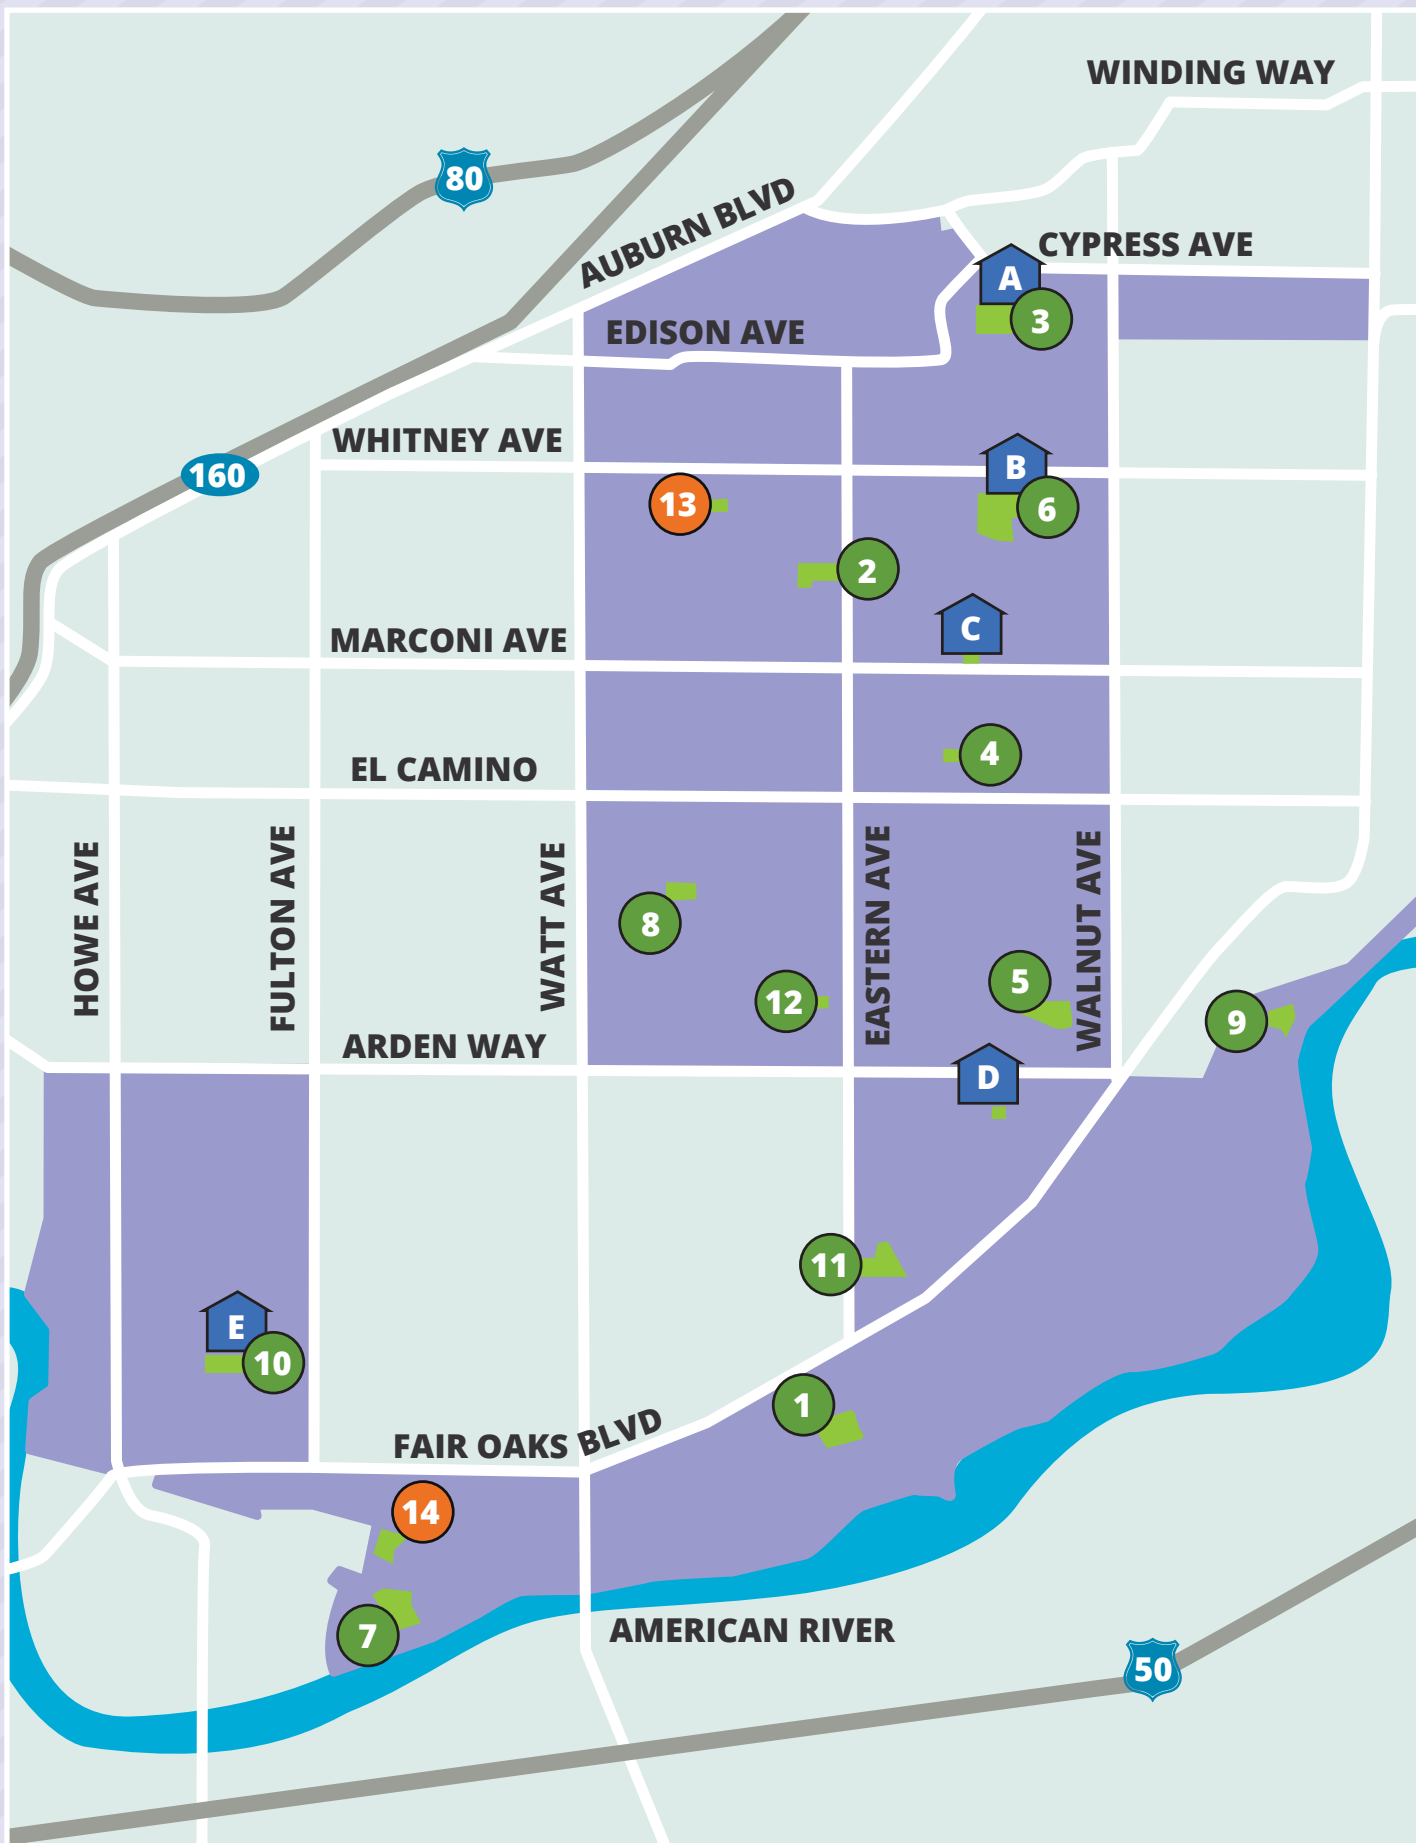 WINDING WAY
80
AUBURN BLVD
CYPRESS AVE
A
3
EDISON AVE
WHITNEY AVE
160
B
13
6
2
C
MARCONI AVE
4
EL CAMINO
HOWE AVE
FULTON AVE
WATT AVE
EASTERN AVE
WALNUT AVE
8
5
12
9
ARDEN WAY
D
11
E
10
1
FAIR OAKS BLVD
14
7
AMERICAN RIVER
50